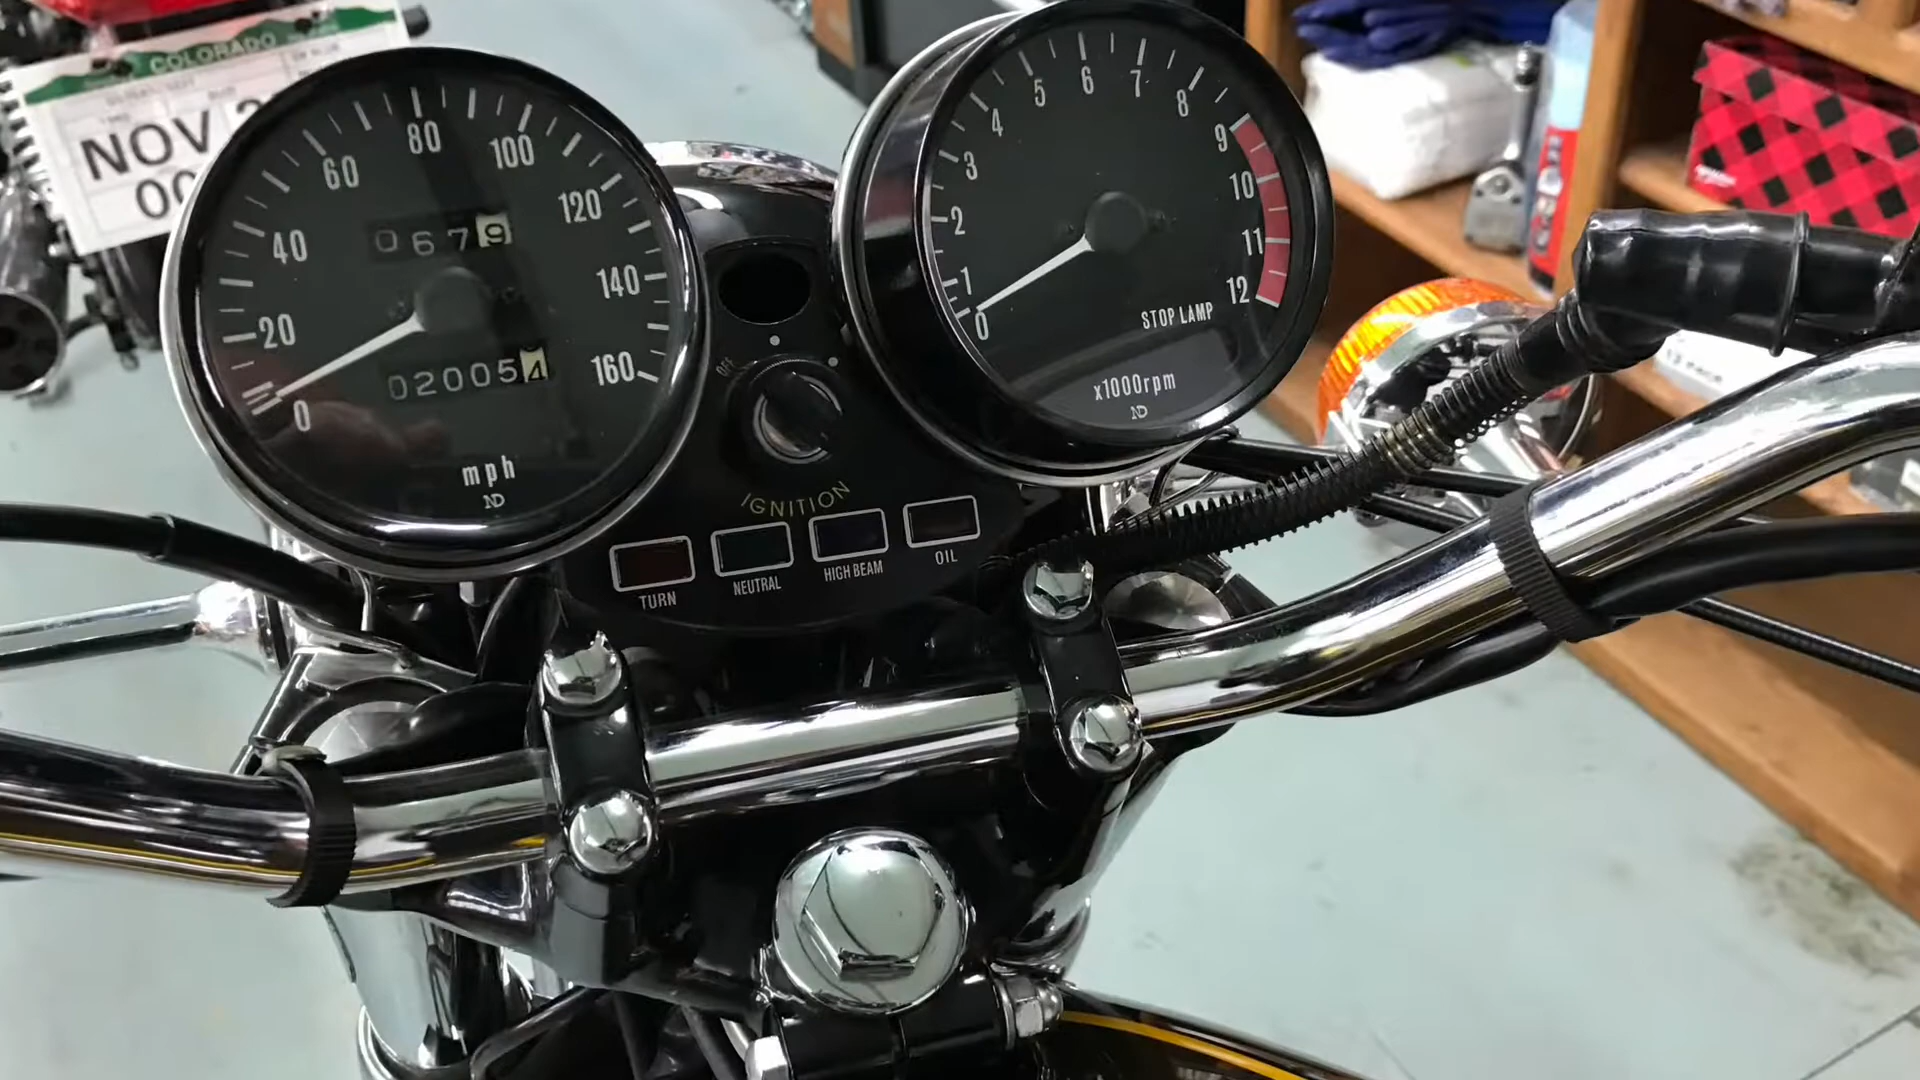 COLORADO
NOV
00
0 20 40 60 80 100 120 140 160
0679
020054
mph
ND
0 1 2 3 4 5 6 7 8 9 10 11 12
STOP LAMP
x1000rpm
ND
OFF
IGNITION
TURN
NEUTRAL
HIGH BEAM
OIL